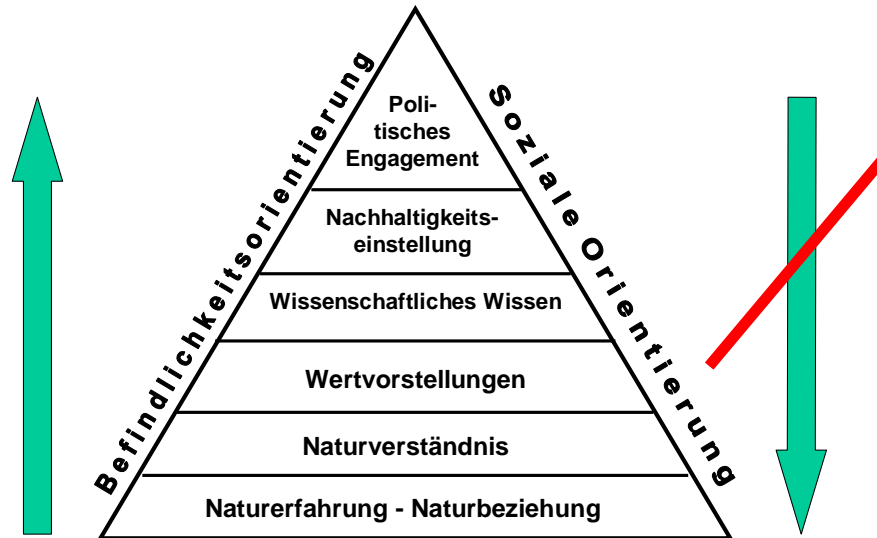 Befindlichkeitsorientierung
Soziale Orientierung
Poli-
tisches
Engagement
Nachhaltigkeits-
einstellung
Wissenschaftliches Wissen
Wertvorstellungen
Naturverständnis
Naturerfahrung - Naturbeziehung